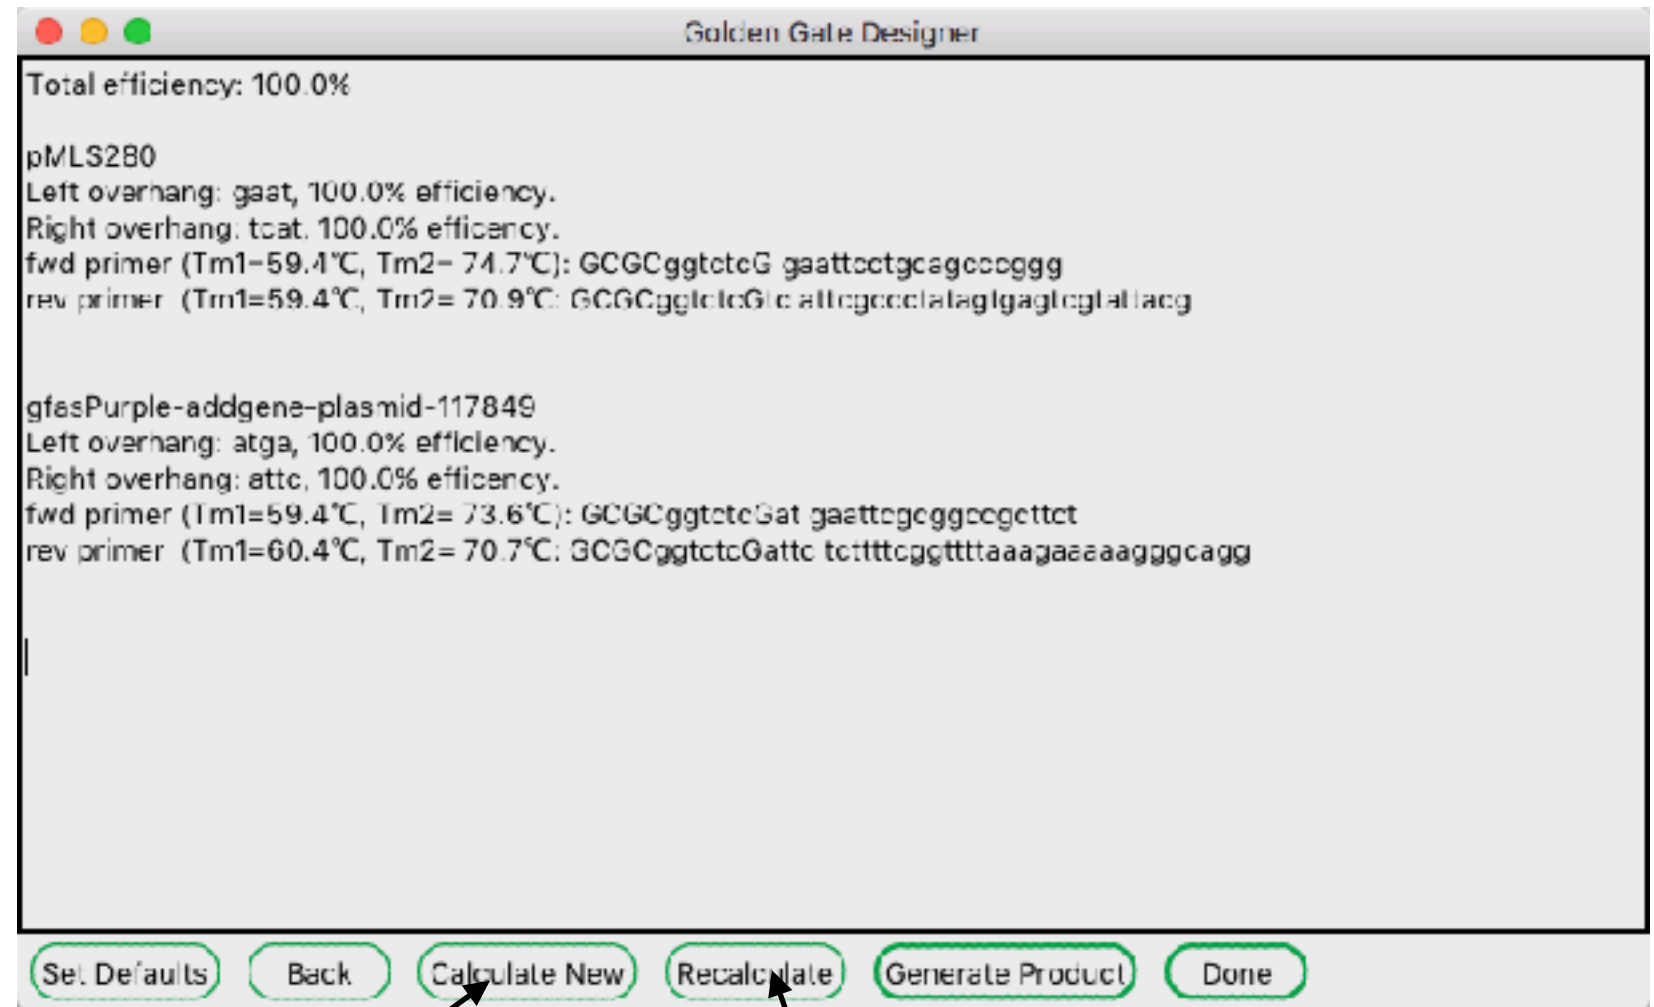 Golden Gate Designer
Total efficiency: 100.0%
pMLS280
Left overhang: gaat, 100.0% efficiency.
Right overhang: tcat, 100.0% efficency.
fwd primer (Tm1=59.4℃, Tm2= 74.7℃): GCGCggtctcG gaattcctgcagcccggg
rev primer (Tm1=59.4℃, Tm2= 70.9℃: GCGCggtctcGtc attcgccctatagtgagtcgtattacg
gfasPurple-addgene-plasmid-117849
Left overhang: atga, 100.0% efficiency.
Right overhang: attc, 100.0% efficency.
fwd primer (Tm1=59.4℃, Tm2= 73.6℃): GCGCggtctcGat gaattcgcggccgcttct
rev primer (Tm1=60.4℃, Tm2= 70.7℃: GCGCggtctcGattc tcttttcggttttaaagaaaaagggcagg
Set Defaults Back Calculate New Recalculate Generate Product Done